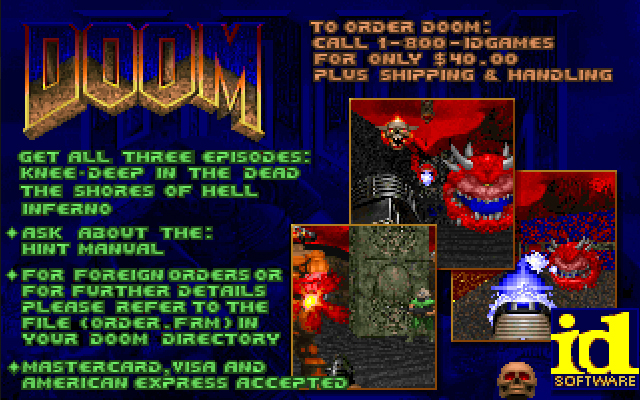 DOOM
TO ORDER DOOM:
CALL 1-800-IDGAMES
FOR ONLY $40.00
PLUS SHIPPING & HANDLING
GET ALL THREE EPISODES:
KNEE-DEEP IN THE DEAD
THE SHORES OF HELL
INFERNO
+ASK ABOUT THE:
HINT MANUAL
+FOR FOREIGN ORDERS OR
FOR FURTHER DETAILS
PLEASE REFER TO THE
FILE (ORDER.FRM) IN
YOUR DOOM DIRECTORY
+MASTERCARD, VISA AND
AMERICAN EXPRESS ACCEPTED
id
SOFTWARE